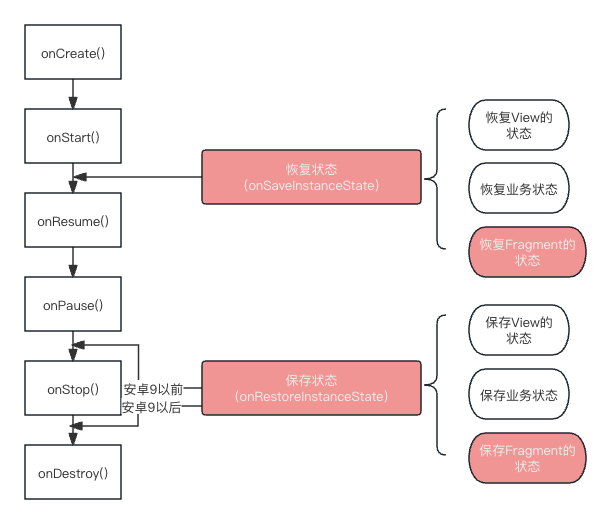 onCreate()
onStart()
恢复状态
（onSaveInstanceState）
恢复View的
状态
恢复业务状态
恢复Fragment的
状态
onResume()
onPause()
onStop()
安卓9以前
安卓9以后
保存状态
（onRestoreInstanceState）
保存View的
状态
保存业务状态
保存Fragment的
状态
onDestroy()